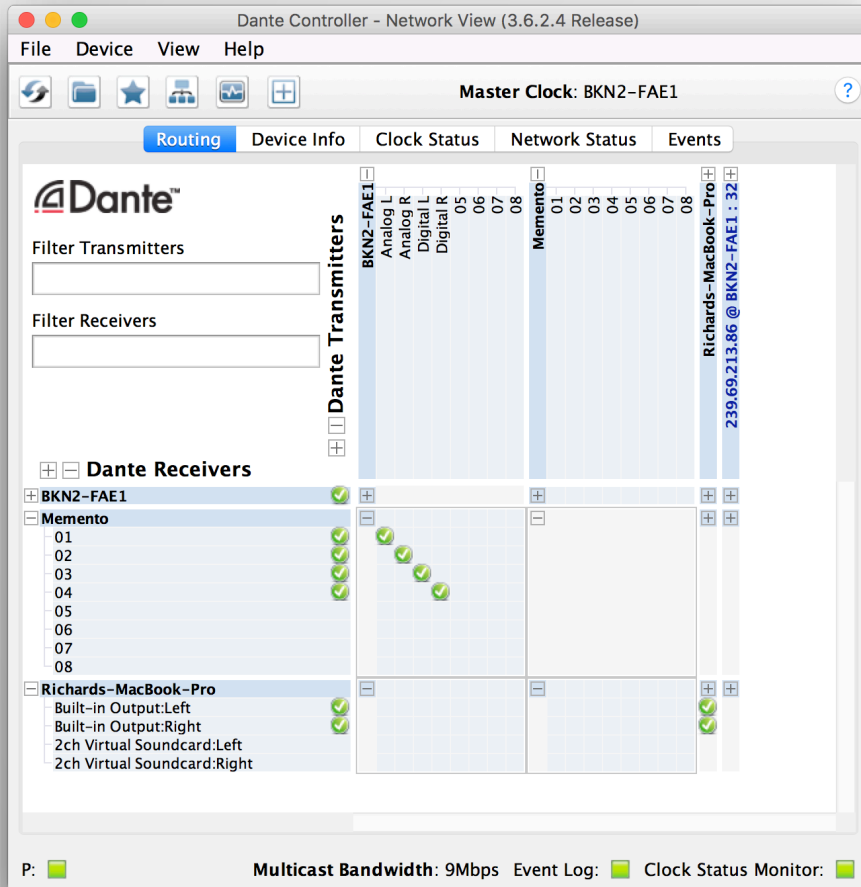 Dante Controller - Network View (3.6.2.4 Release)
File Device View Help
Master Clock: BKN2-FAE1
?
Routing Device Info Clock Status Network Status Events
Dante™
Filter Transmitters
Filter Receivers
Dante Transmitters
BKN2-FAE1
Analog L
Analog R
Digital L
Digital R
05
06
07
08
Memento
01
02
03
04
05
06
07
08
Richards-MacBook-Pro
239.69.213.86 @ BKN2-FAE1 : 32
Dante Receivers
BKN2-FAE1
Memento
01
02
03
04
05
06
07
08
Richards-MacBook-Pro
Built-in Output:Left
Built-in Output:Right
2ch Virtual Soundcard:Left
2ch Virtual Soundcard:Right
P: Multicast Bandwidth: 9Mbps Event Log: Clock Status Monitor: